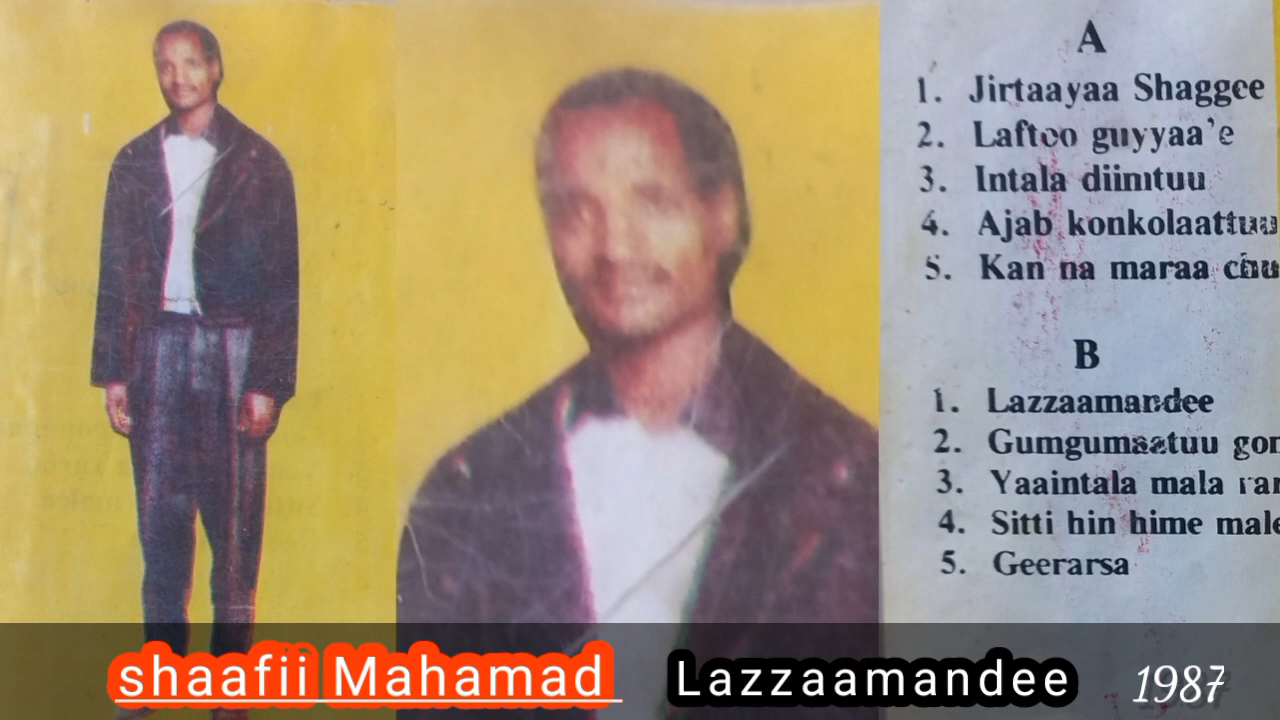 A
1. Jirtaayaa Shaggee
2. Laftoo guyyaa'e
3. Intala diinituu
4. Ajab konkolaattuu
5. Kan na maraa
B
1. Lazzaamandee
2. Gumgumaatuu
3. Yaaintala mala
4. Sitti hin hime male
5. Geerarsa
shaafii Mahamad Lazzaamandee 1987